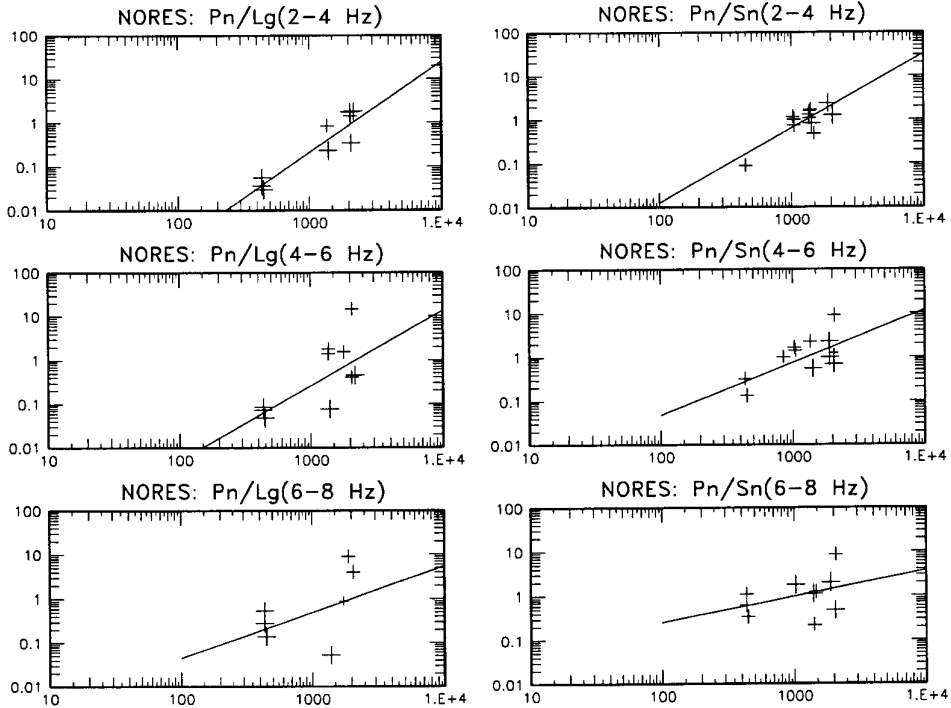 NORES: Pn/Lg(2-4 Hz)
100
10
1
0.1
0.01
10 100 1000 1.E+4
NORES: Pn/Sn(2-4 Hz)
100
10
1
0.1
0.01
10 100 1000 1.E+4
NORES: Pn/Lg(4-6 Hz)
100
10
1
0.1
0.01
10 100 1000 1.E+4
NORES: Pn/Sn(4-6 Hz)
100
10
1
0.1
0.01
10 100 1000 1.E+4
NORES: Pn/Lg(6-8 Hz)
100
10
1
0.1
0.01
10 100 1000 1.E+4
NORES: Pn/Sn(6-8 Hz)
100
10
1
0.1
0.01
10 100 1000 1.E+4